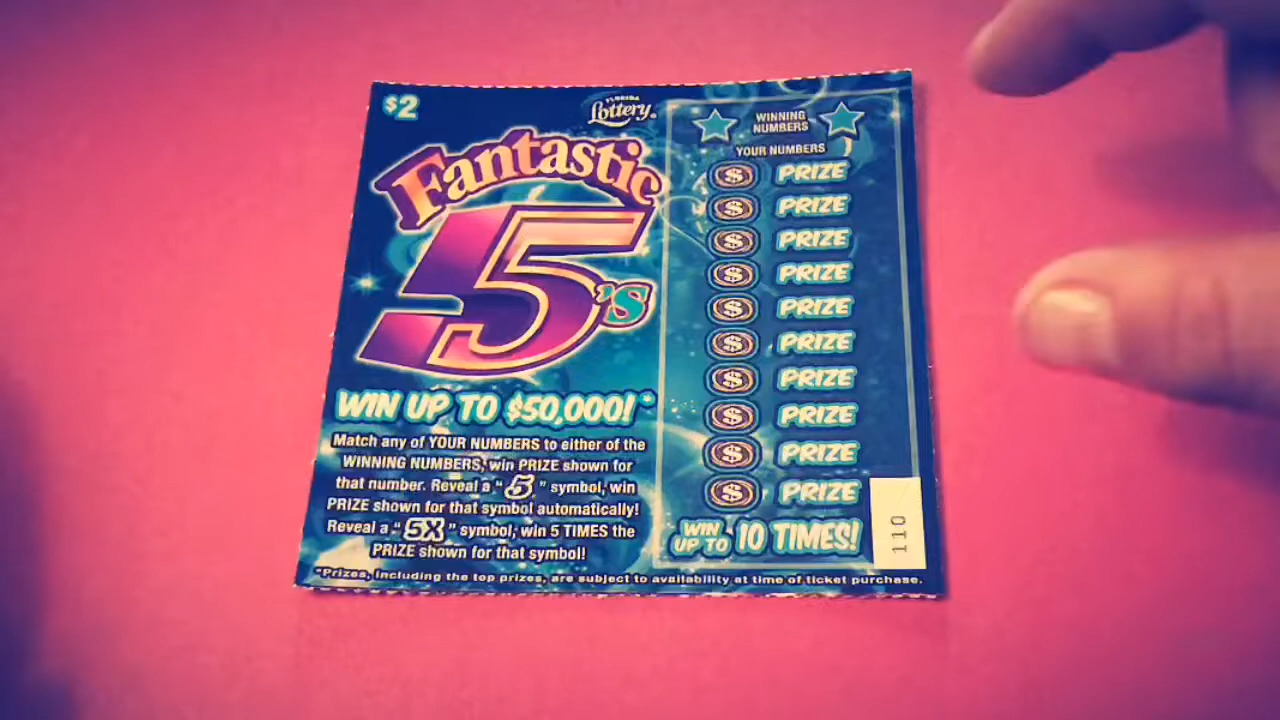 $2
FLORIDA
Lottery®
Fantastic
5's
WIN UP TO $50,000!*
Match any of YOUR NUMBERS to either of the
WINNING NUMBERS, win PRIZE shown for
that number. Reveal a "5" symbol, win
PRIZE shown for that symbol automatically!
Reveal a "5X" symbol, win 5 TIMES the
PRIZE shown for that symbol!
WINNING
NUMBERS
YOUR NUMBERS
$ PRIZE
$ PRIZE
$ PRIZE
$ PRIZE
$ PRIZE
$ PRIZE
$ PRIZE
$ PRIZE
$ PRIZE
$ PRIZE
WIN
UP TO 10 TIMES!
110
*Prizes, including the top prizes, are subject to availability at time of ticket purchase.